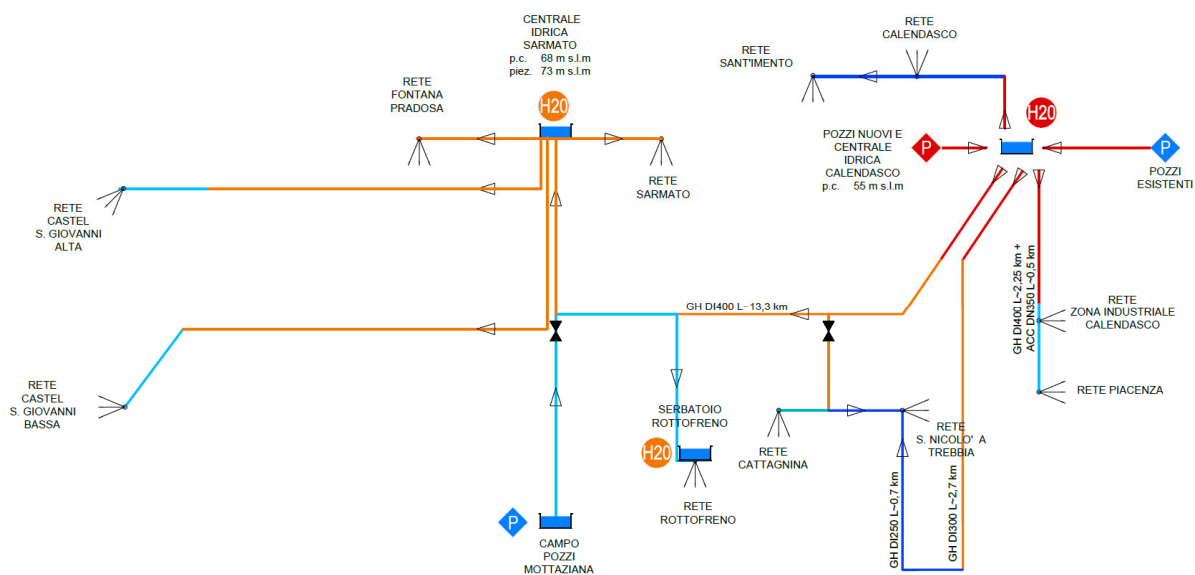 CENTRALE
IDRICA
SARMATO
p.c. 68 m s.l.m
piez. 73 m s.l.m
H20
RETE
FONTANA
PRADOSA
RETE
SARMATO
RETE
CASTEL
S. GIOVANNI
ALTA
RETE
CASTEL
S. GIOVANNI
BASSA
RETE
CALENDASCO
RETE
SANT'IMENTO
H20
P
POZZI NUOVI E
CENTRALE
IDRICA
CALENDASCO
p.c. 55 m s.l.m
P
POZZI
ESISTENTI
GH DI400 L~13,3 km
GH DI400 L~2,25 km +
ACC DN350 L~0,5 km
RETE
ZONA INDUSTRIALE
CALENDASCO
RETE PIACENZA
SERBATOIO
ROTTOFRENO
H20
RETE
ROTTOFRENO
RETE
CATTAGNINA
RETE
S. NICOLO' A
TREBBIA
GH DI250 L~0,7 km
GH DI300 L~2,7 km
P
CAMPO
POZZI
MOTTAZIANA